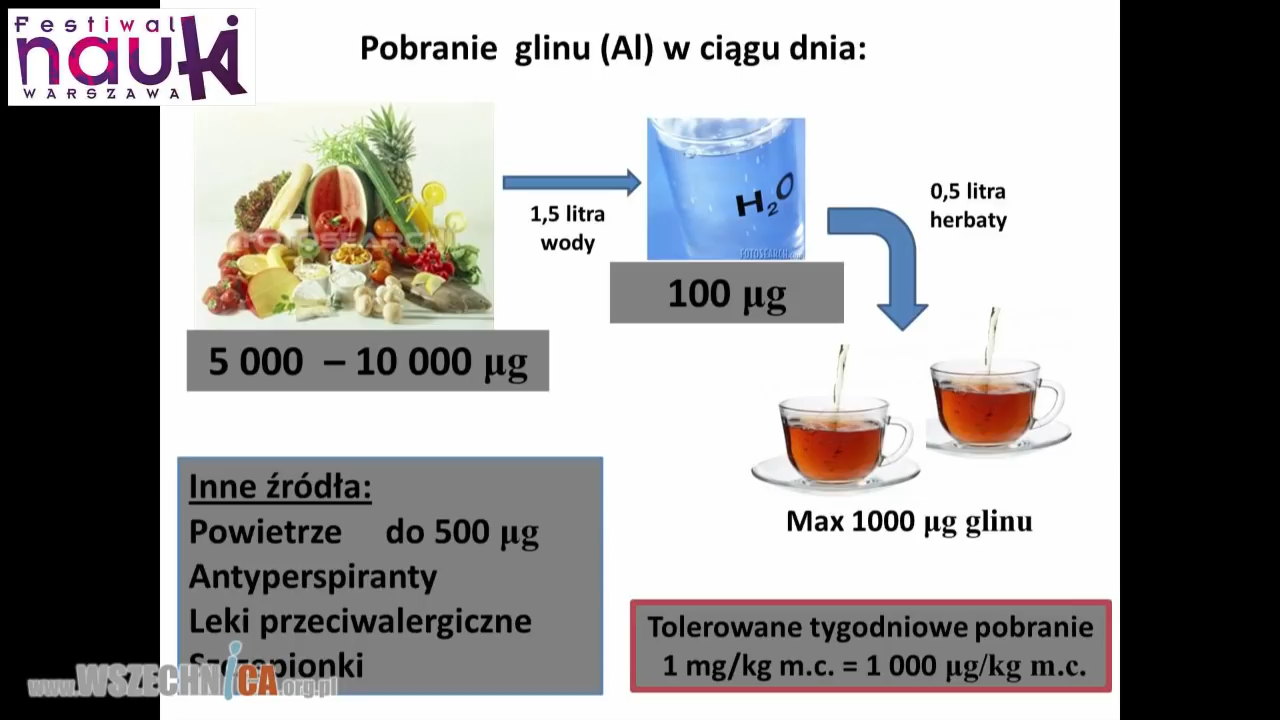 Festiwal
nauki
WARSZAWA
Pobranie glinu (Al) w ciągu dnia:
FOTOSEARCH
1,5 litra
wody
H₂O
FOTOSEARCH
0,5 litra
herbaty
100 µg
5 000 – 10 000 µg
Inne źródła:
Powietrze do 500 µg
Antyperspiranty
Leki przeciwalergiczne
Szczepionki
Max 1000 µg glinu
Tolerowane tygodniowe pobranie
1 mg/kg m.c. = 1 000 µg/kg m.c.
www.WSZECHNICA.org.pl